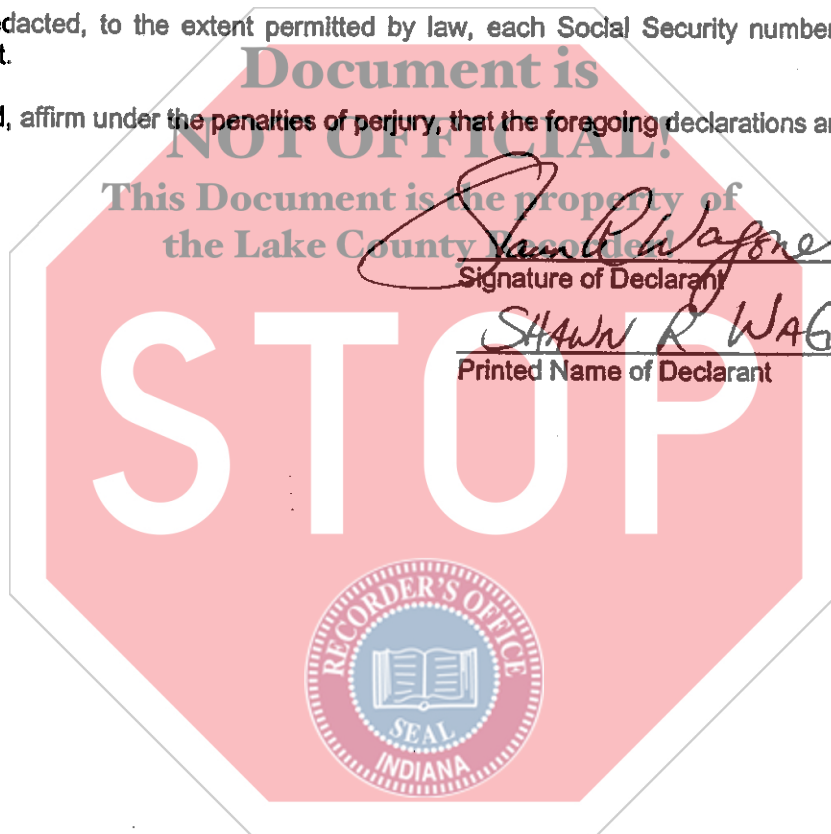 edacted, to the extent permitted by law, each Social Security number
t.
Document is
d, affirm under the penalties of perjury, that the foregoing declarations ar
NOT OFFICIAL!
This Document is the property of
the Lake County Recorder!
Shawn R Wagone
Signature of Declarant
SHAWN R WAG
Printed Name of Declarant
STOP
RECORDER'S OFFICE
SEAL
INDIANA